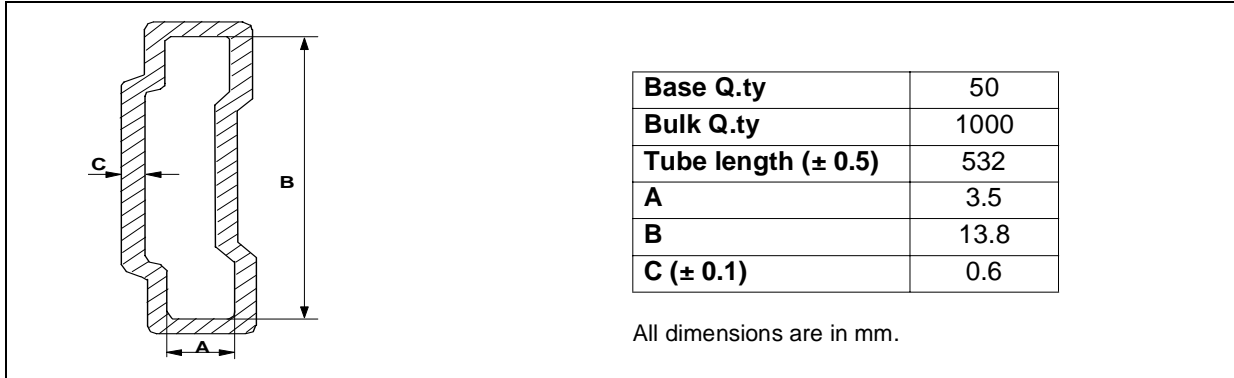 C
B
A
Base Q.ty 50
Bulk Q.ty 1000
Tube length (± 0.5) 532
A 3.5
B 13.8
C (± 0.1) 0.6
All dimensions are in mm.